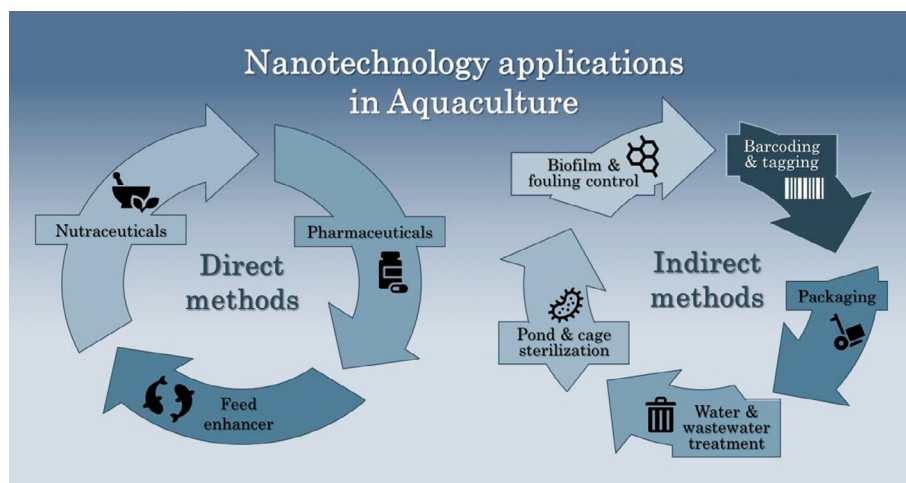 Nanotechnology applications
in Aquaculture
Nutraceuticals
Direct
methods
Pharmaceuticals
Feed
enhancer
Biofilm &
fouling control
Barcoding
& tagging
Indirect
methods
Packaging
Pond & cage
sterilization
Water &
wastewater
treatment